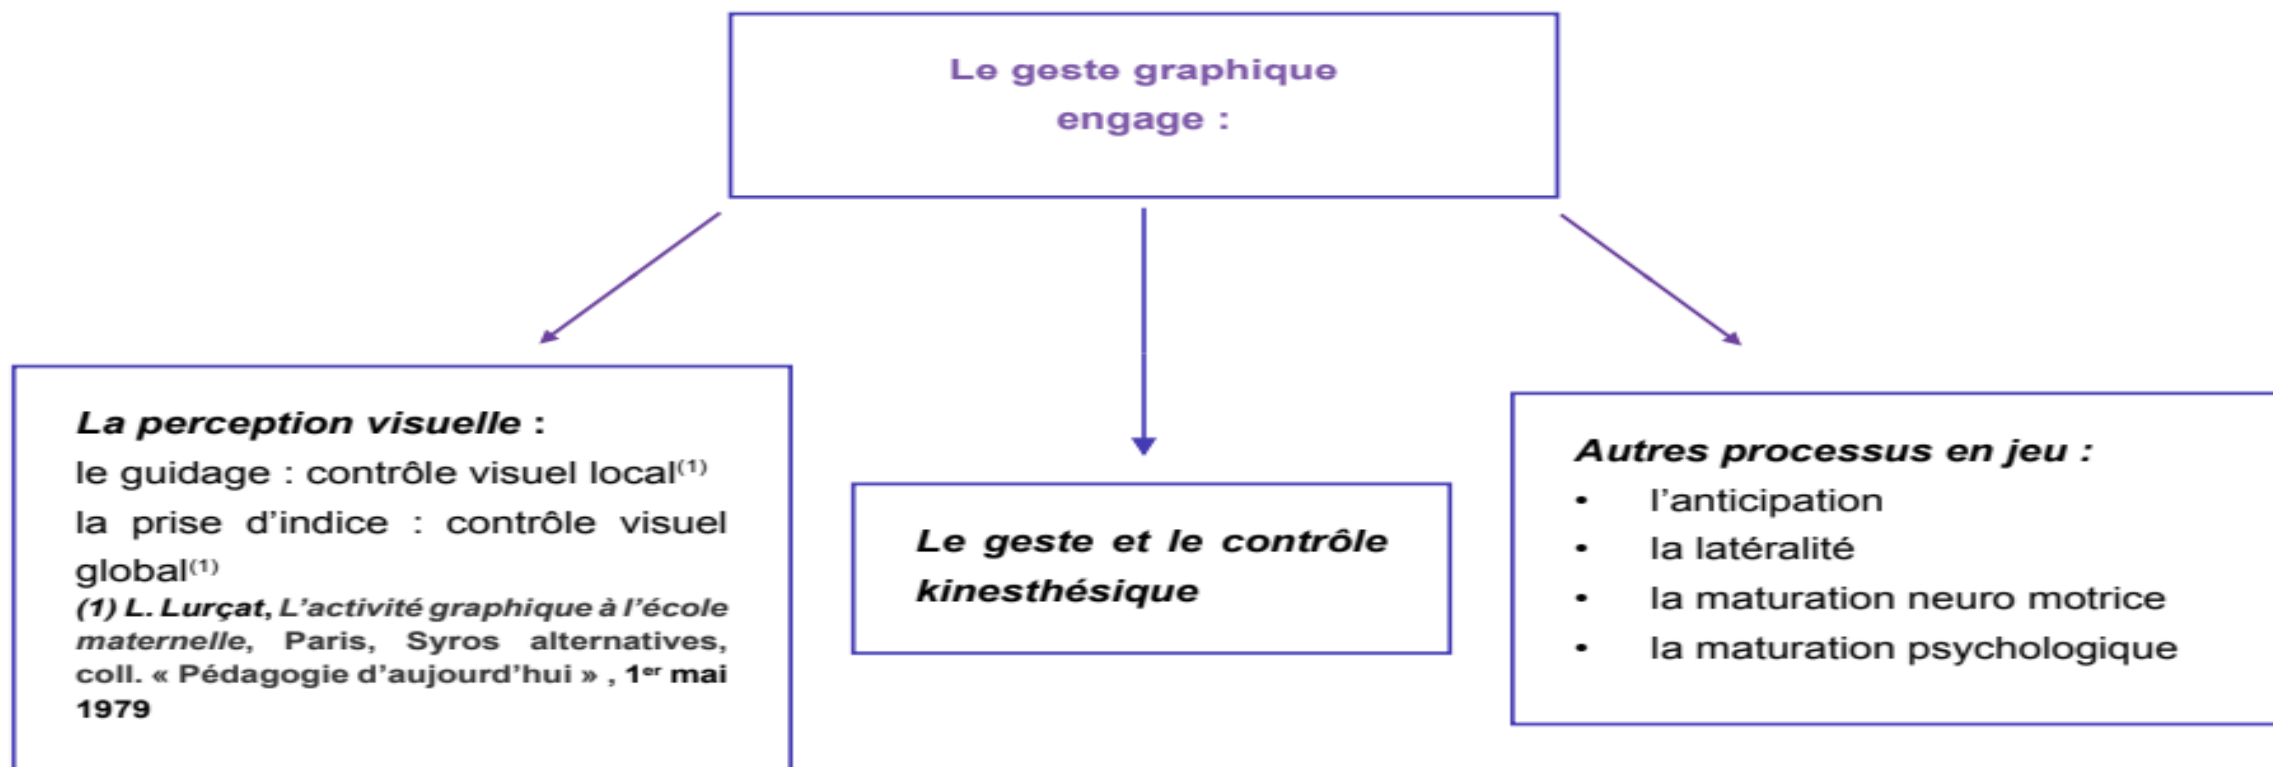 Le geste graphique
engage :
La perception visuelle :
le guidage : contrôle visuel local(1)
la prise d’indice : contrôle visuel
global(1)
(1) L. Lurçat, L’activité graphique à l’école
maternelle, Paris, Syros alternatives,
coll. « Pédagogie d’aujourd’hui » , 1er mai
1979
Le geste et le contrôle
kinesthésique
Autres processus en jeu :
• l’anticipation
• la latéralité
• la maturation neuro motrice
• la maturation psychologique